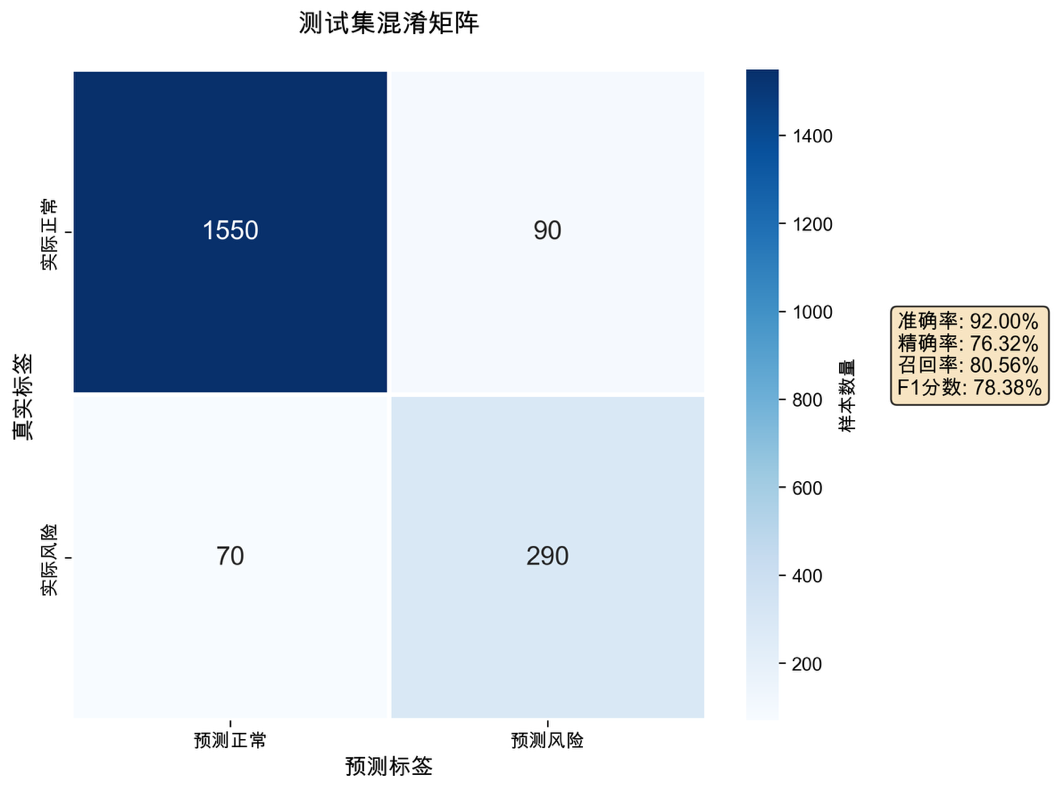 测试集混淆矩阵
真实标签
实际正常
实际风险
1550
90
70
290
预测正常
预测风险
预测标签
1400
1200
1000
800
600
400
200
样本数量
准确率: 92.00%
精确率: 76.32%
召回率: 80.56%
F1分数: 78.38%